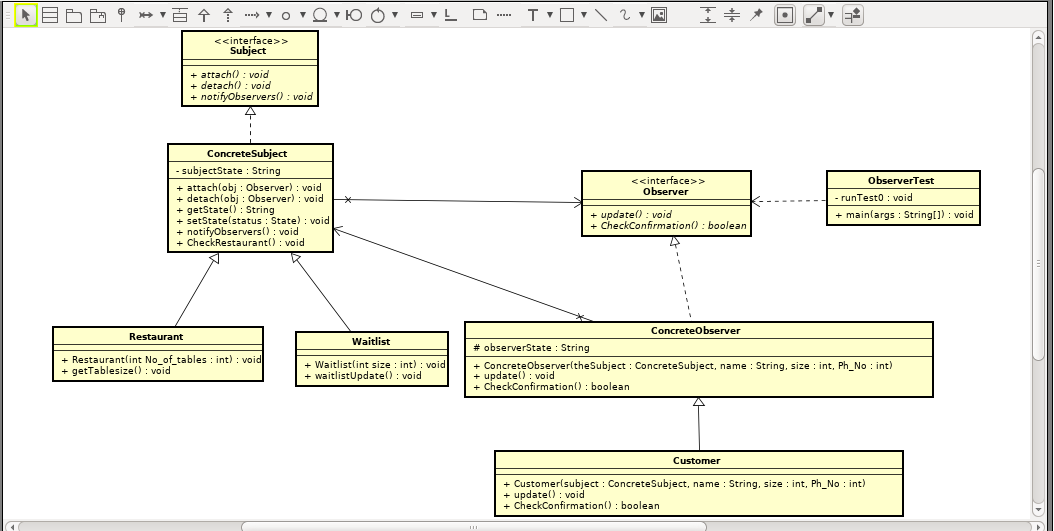 <<interface>>
Subject
+ attach() : void
+ detach() : void
+ notifyObservers() : void
ConcreteSubject
- subjectState : String
+ attach(obj : Observer) : void
+ detach(obj : Observer) : void
+ getState() : String
+ setState(status : State) : void
+ notifyObservers() : void
+ CheckRestaurant() : void
<<interface>>
Observer
+ update() : void
+ CheckConfirmation() : boolean
ObserverTest
- runTest0 : void
+ main(args : String[]) : void
Restaurant
+ Restaurant(int No_of_tables : int) : void
+ getTablesize() : void
Waitlist
+ Waitlist(int size : int) : void
+ waitlistUpdate() : void
ConcreteObserver
# observerState : String
+ ConcreteObserver(theSubject : ConcreteSubject, name : String, size : int, Ph_No : int)
+ update() : void
+ CheckConfirmation() : boolean
Customer
+ Customer(subject : ConcreteSubject, name : String, size : int, Ph_No : int)
+ update() : void
+ CheckConfirmation() : boolean